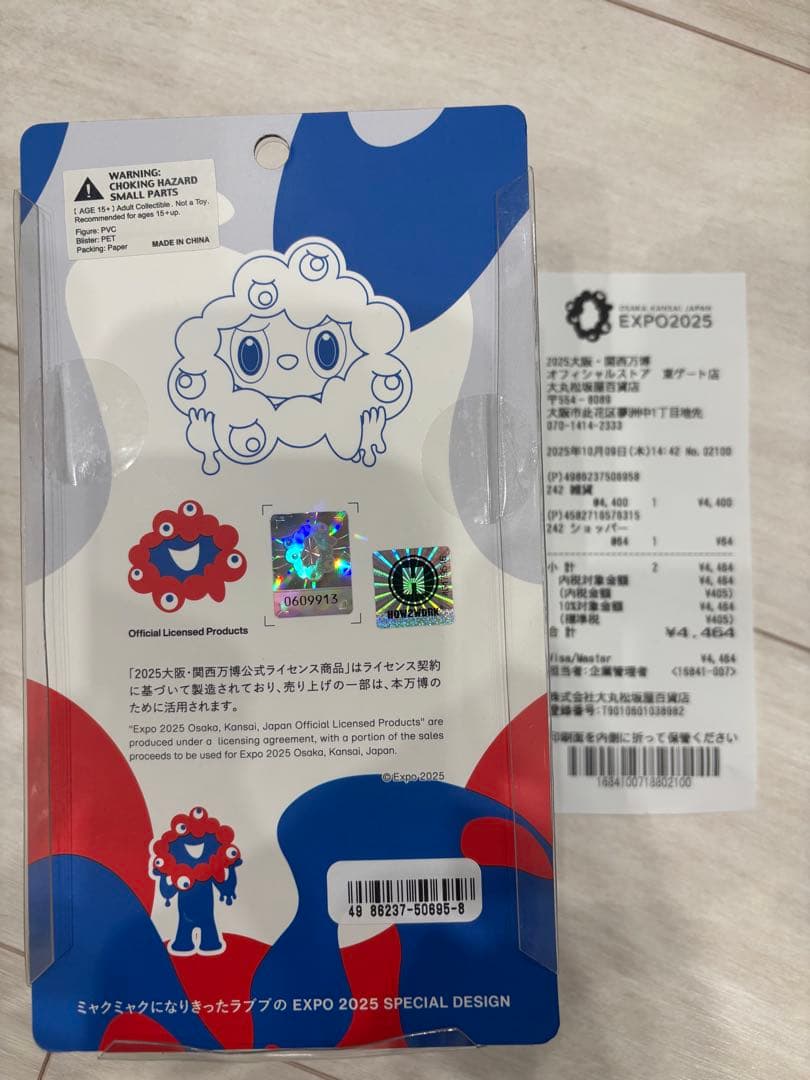 WARNING:
CHOKING HAZARD
SMALL PARTS
[ AGE 15+ ] Adult Collectible. Not a Toy.
Recommended for ages 15+up.
Figure: PVC
Blister: PET
Packing: Paper
MADE IN CHINA
0609913
HOW2WORK
Official Licensed Products
「2025大阪・関西万博公式ライセンス商品」はライセンス契約
に基づいて製造されており、売り上げの一部は、本万博の
ために活用されます。
"Expo 2025 Osaka, Kansai, Japan Official Licensed Products" are
produced under a licensing agreement, with a portion of the sales
proceeds to be used for Expo 2025 Osaka, Kansai, Japan.
©Expo 2025
49 86237-50695-8
ミャクミャクになりきったラブブの EXPO 2025 SPECIAL DESIGN
OSAKA, KANSAI, JAPAN
EXPO2025
2025大阪・関西万博
オフィシャルストア 東ゲート店
大丸松坂屋百貨店
〒554-8089
大阪市此花区夢洲中1丁目地先
070-1414-2333
2025年10月09日(木)14:42 No.02100
(P)4986237506958
242 雑貨
@4,400 1 ¥4,400
(P)4582710576315
242 ショッパー
@64 1 ¥64
小 計 2 ¥4,464
内税対象金額 ¥4,464
(内税 ¥405)
10%対象金額 ¥4,464
(標準税 ¥405)
合 計 ¥4,464
Visa/Master ¥4,464
担当者:企業管理者 <15841-007>
株式会社大丸松坂屋百貨店
登録番号:T9010601038982
印刷面を内側に折って保管ください
1684100718802100